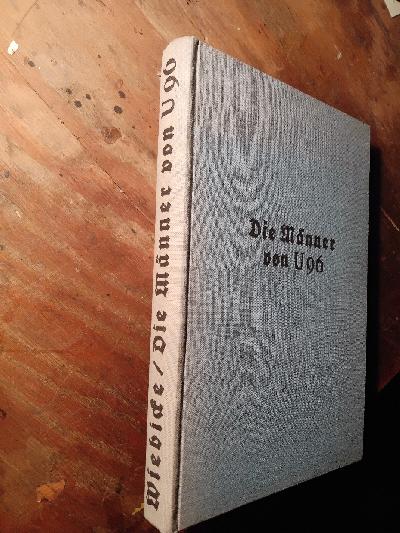 Wiebicke / Die Männer von U 96
Die Männer
von U 96